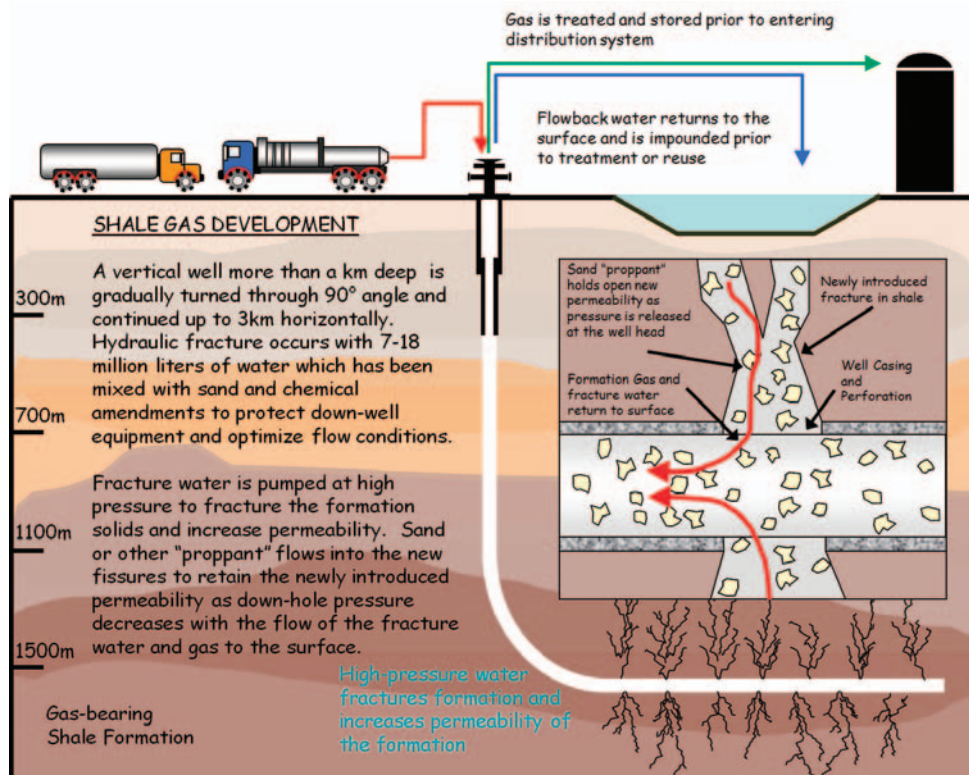 Gas is treated and stored prior to entering
distribution system
Flowback water returns to the
surface and is impounded prior
to treatment or reuse
SHALE GAS DEVELOPMENT
A vertical well more than a km deep is
gradually turned through 90° angle and
continued up to 3km horizontally.
Hydraulic fracture occurs with 7-18
million liters of water which has been
mixed with sand and chemical
amendments to protect down-well
equipment and optimize flow conditions.
Fracture water is pumped at high
pressure to fracture the formation
solids and increase permeability. Sand
or other "proppant" flows into the new
fissures to retain the newly introduced
permeability as down-hole pressure
decreases with the flow of the fracture
water and gas to the surface.
300m
700m
1100m
1500m
Sand "proppant"
holds open new
permeability as
pressure is released
at the well head
Newly introduced
fracture in shale
Formation Gas and
fracture water
return to surface
Well Casing
and
Perforation
High-pressure water
fractures formation and
increases permeability of
the formation
Gas-bearing
Shale Formation